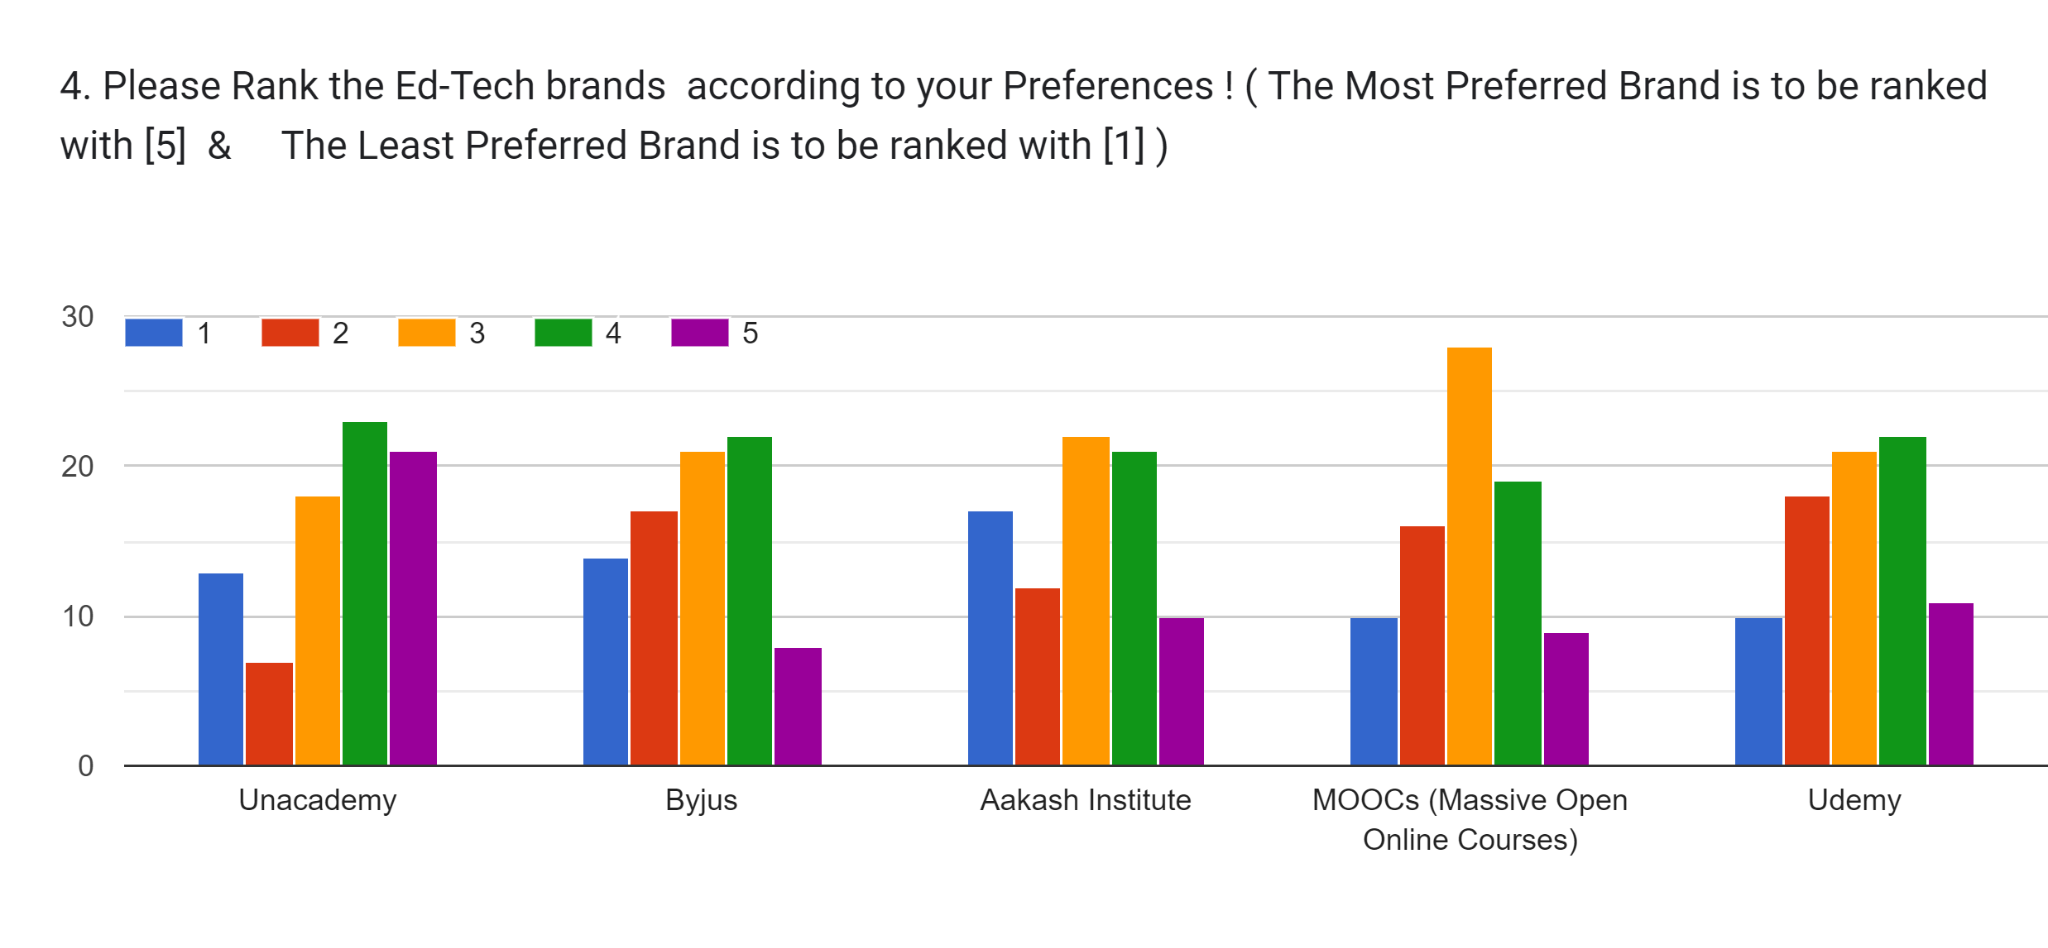 4. Please Rank the Ed-Tech brands  according to your Preferences ! ( The Most Preferred Brand is to be ranked
with [5]  &     The Least Preferred Brand is to be ranked with [1] )
30
1 2 3 4 5
20
10
0
Unacademy Byjus Aakash Institute MOOCs (Massive Open Udemy
Online Courses)